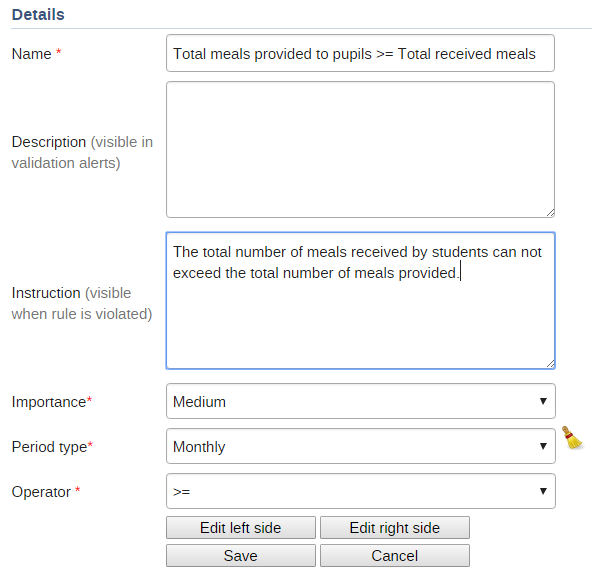 Details
Name *
Total meals provided to pupils >= Total received meals
Description (visible in
validation alerts)
The total number of meals received by students can not
exceed the total number of meals provided.
Instruction (visible
when rule is violated)
Importance*
Medium
Period type*
Monthly
Operator *
>=
Edit left side
Edit right side
Save
Cancel